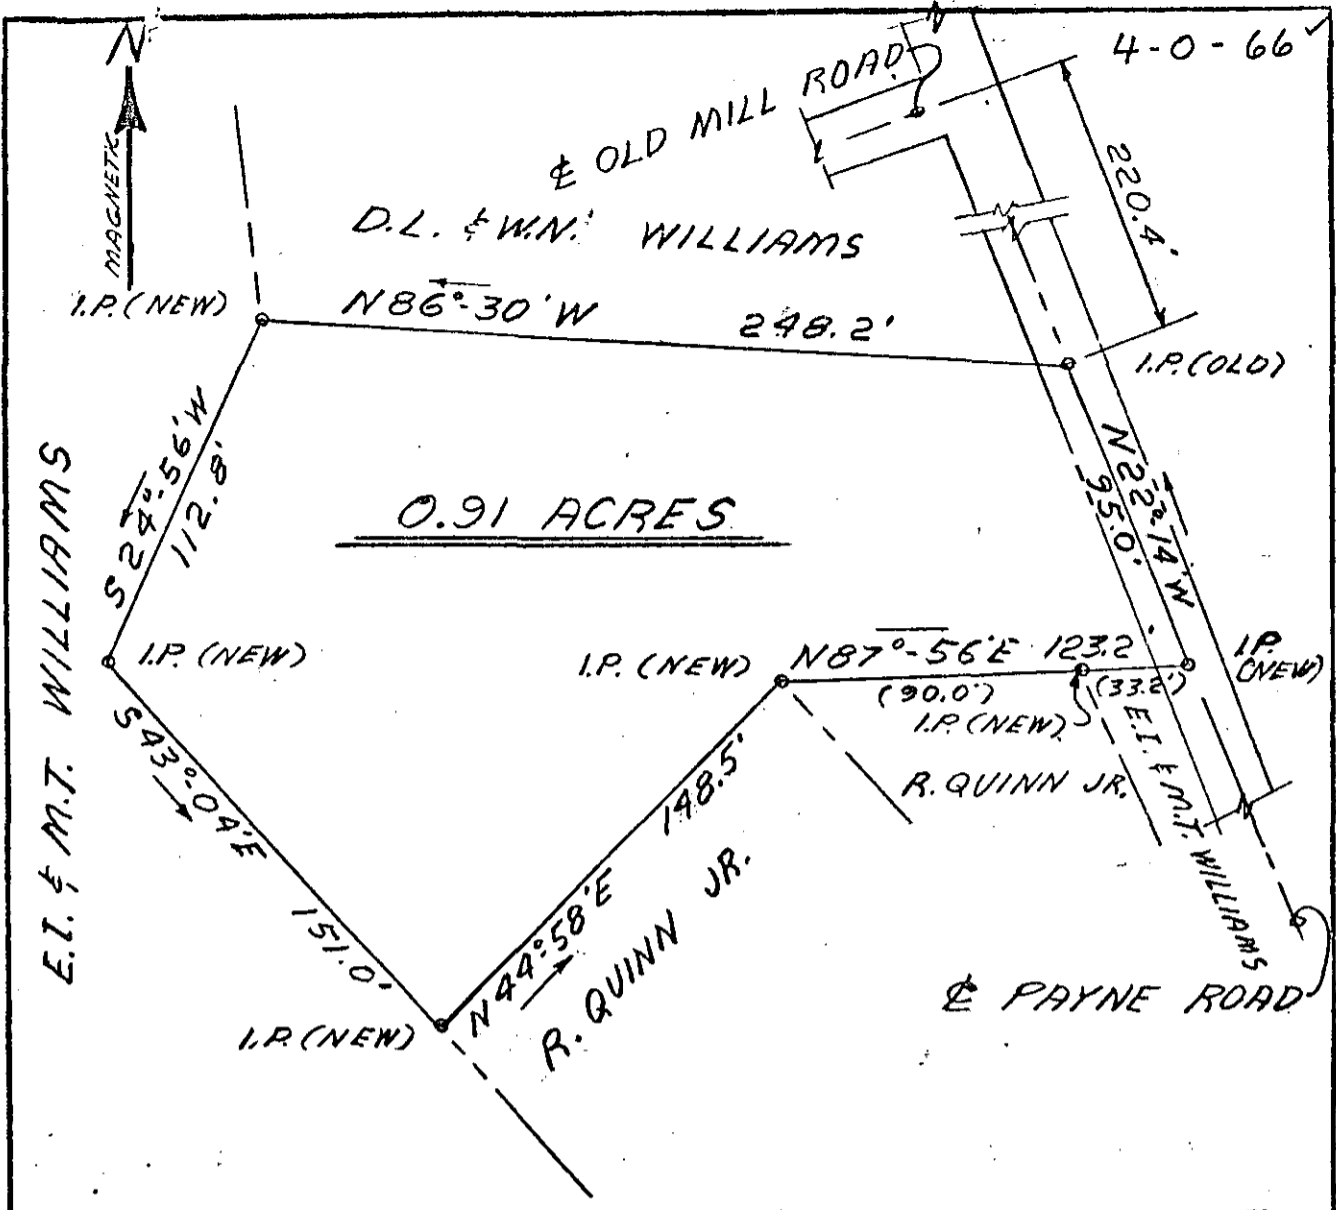 N
MAGNETIC
4-0-66 ✓
℄ OLD MILL ROAD
220.4'
D.L. & W.N. WILLIAMS
I.P. (NEW)
N86°-30'W 248.2'
I.P. (OLD)
S24°-56'W
112.8'
N22°-14'W
95.0'
0.91 ACRES
E.I. & M.T. WILLIAMS
I.P. (NEW)
I.P. (NEW)
N87°-56'E 123.2'
(90.0') (33.2')
I.P. (NEW)
I.P.
(NEW)
R. QUINN JR.
E.I. & M.T. WILLIAMS
S43°-04'E
151.0'
148.5'
N44°-58'E
R. QUINN JR.
I.P. (NEW)
℄ PAYNE ROAD